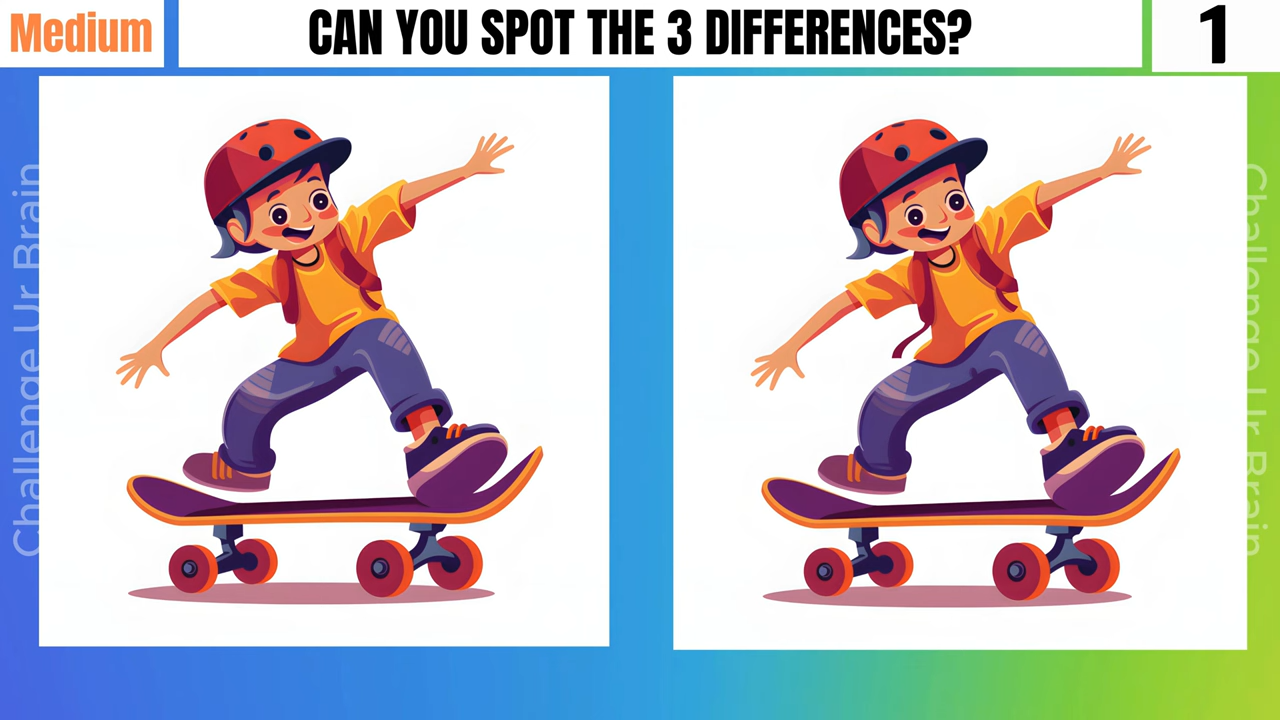 Medium
CAN YOU SPOT THE 3 DIFFERENCES?
1
Challenge Ur Brain
Challenge Ur Brain